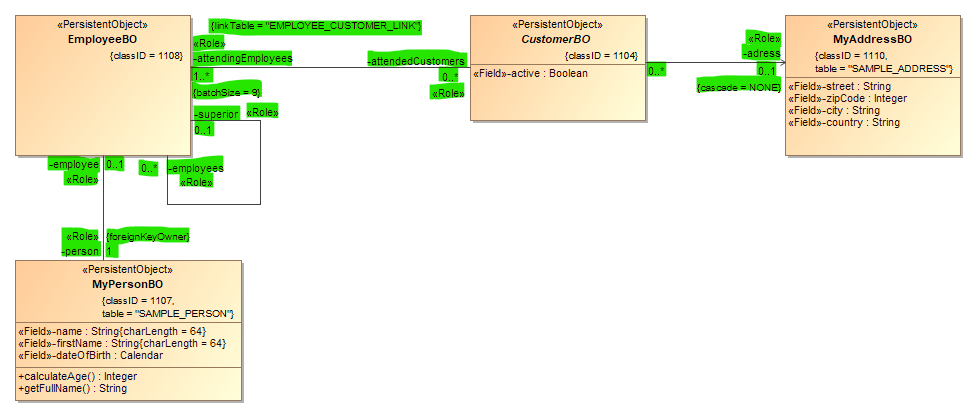 «PersistentObject»
EmployeeBO
{classID = 1108}
{linkTable = "EMPLOYEE_CUSTOMER_LINK"}
«Role»
-attendingEmployees
1..*
{batchSize = 9}
-superior
«Role»
0..1
-attendedCustomers
0..*
«Role»
«PersistentObject»
CustomerBO
{classID = 1104}
«Field»-active : Boolean
0..*
«Role»
-adress
0..1
{cascade = NONE}
«PersistentObject»
MyAddressBO
{classID = 1110,
table = "SAMPLE_ADDRESS"}
«Field»-street : String
«Field»-zipCode : Integer
«Field»-city : String
«Field»-country : String
-employee
0..1
«Role»
0..*
-employees
«Role»
«Role»
{foreignKeyOwner}
-person
1
«PersistentObject»
MyPersonBO
{classID = 1107,
table = "SAMPLE_PERSON"}
«Field»-name : String{charLength = 64}
«Field»-firstName : String{charLength = 64}
«Field»-dateOfBirth : Calendar
+calculateAge() : Integer
+getFullName() : String